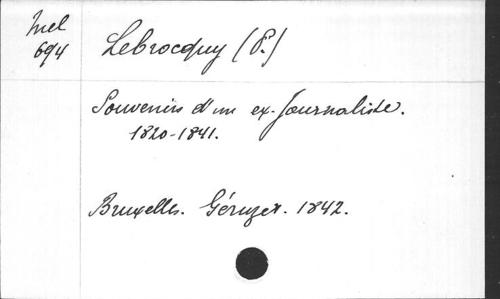 Mel
694
Lebrocquy (P.)
Souvenirs d'un ex-journaliste.
1820-1841.
Bruxelles. Géruzet. 1842.